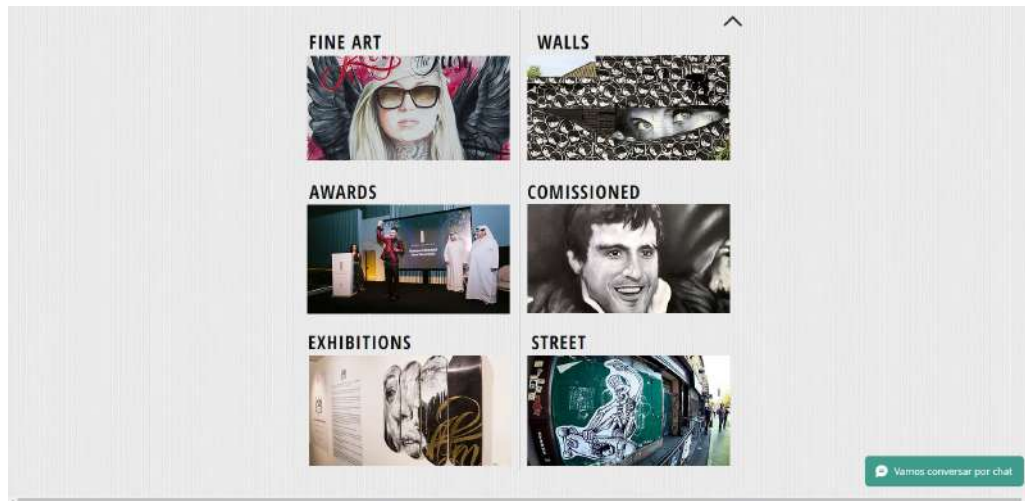 FINE ART
WALLS
AWARDS
COMISSIONED
EXHIBITIONS
STREET
Vamos conversar por chat